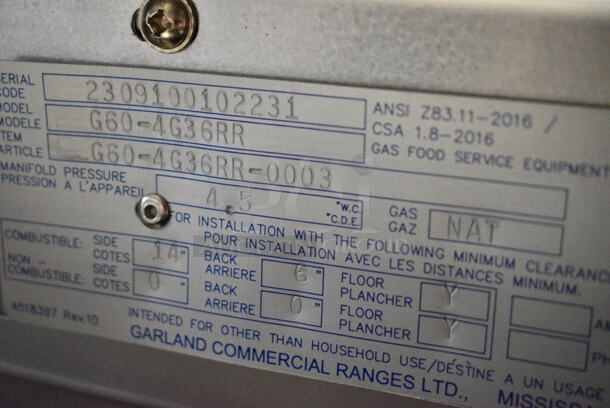 SERIAL CODE 2309100102231 ANSI Z83.11-2016 /
MODEL MODELE G60-4G36RR CSA 1.8-2016
ITEM ARTICLE G60-4G36RR-0003 GAS FOOD SERVICE EQUIPMENT
MANIFOLD PRESSURE
PRESSION A L'APPAREIL 4.5 "W.C. "C.D.E. GAS GAZ NAT
FOR INSTALLATION WITH THE FOLLOWING MINIMUM CLEARANC
POUR INSTALLATION AVEC LES DISTANCES MINIMUM.
COMBUSTIBLE: SIDE COTES 14" BACK ARRIERE 6" FLOOR PLANCHER Y
NON - COMBUSTIBLE: SIDE COTES 0" BACK ARRIERE 0" FLOOR PLANCHER Y
4518397 Rev.10
INTENDED FOR OTHER THAN HOUSEHOLD USE/DÉSTINE A UN USAGE
GARLAND COMMERCIAL RANGES LTD., MISSISSA